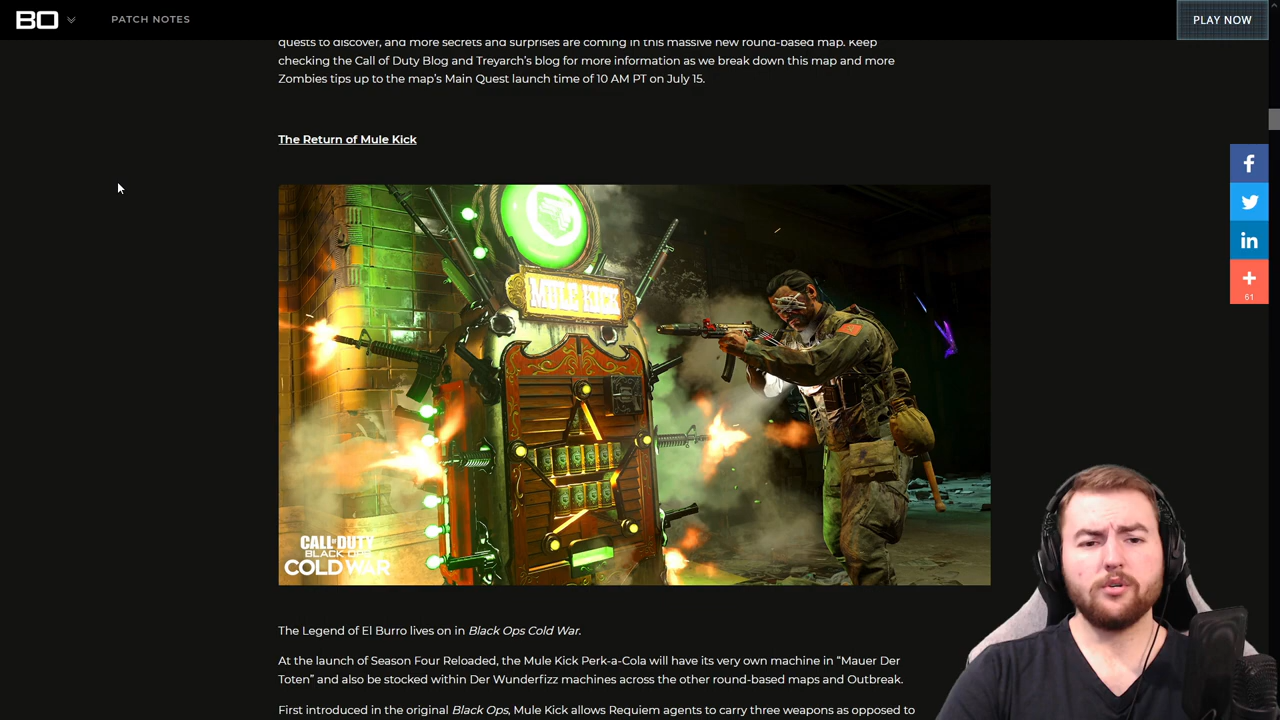 BO
PATCH NOTES
PLAY NOW
quests to discover, and more secrets and surprises are coming in this massive new round-based map. Keep
checking the Call of Duty Blog and Treyarch's blog for more information as we break down this map and more
Zombies tips up to the map's Main Quest launch time of 10 AM PT on July 15.
The Return of Mule Kick
MULE KICK
CALL OF DUTY
BLACK OPS
COLD WAR
61
The Legend of El Burro lives on in Black Ops Cold War.
At the launch of Season Four Reloaded, the Mule Kick Perk-a-Cola will have its very own machine in “Mauer Der
Toten” and also be stocked within Der Wunderfizz machines across the other round-based maps and Outbreak.
First introduced in the original Black Ops, Mule Kick allows Requiem agents to carry three weapons as opposed to